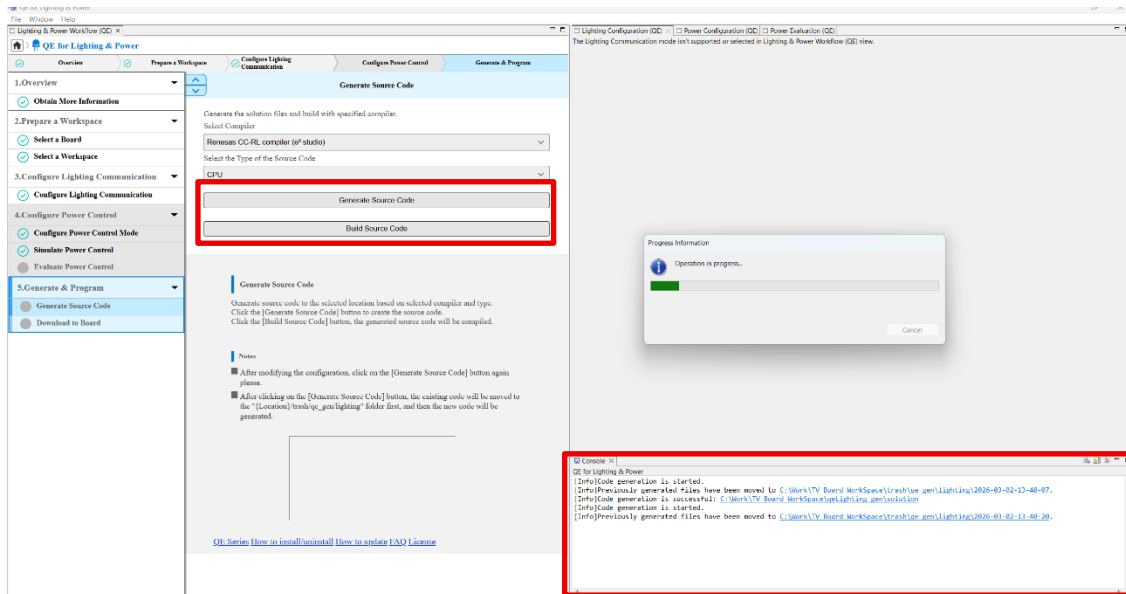 QE for Lighting & Power
File Window Help
Lighting & Power Workflow (QE) ×
QE for Lighting & Power
Overview
Prepare a Workspace
Configure Lighting Communication
Configure Power Control
Generate & Program
1.Overview
Obtain More Information
2.Prepare a Workspace
Select a Board
Select a Workspace
3.Configure Lighting Communication
Configure Lighting Communication
4.Configure Power Control
Configure Power Control Mode
Simulate Power Control
Evaluate Power Control
5.Generate & Program
Generate Source Code
Download to Board
Generate Source Code
Generate the solution files and build with specified compiler.
Select Compiler
Renesas CC-RL compiler (e² studio)
Select the Type of the Source Code
CPU
Generate Source Code
Build Source Code
Generate Source Code
Generate source code to the selected location based on selected compiler and type.
Click the [Generate Source Code] button to create the source code.
Click the [Build Source Code] button, the generated source code will be compiled.
Notes
After modifying the configuration, click on the [Generate Source Code] button again
please.
After clicking on the [Generate Source Code] button, the existing code will be moved to
the "{Location}/trash/qe_gen/lighting" folder first, and then the new code will be
generated.
QE Series How to install/uninstall How to update FAQ License
Lighting Configuration (QE) × Power Configuration (QE) Power Evaluation (QE)
The Lighting Communication mode isn't supported or selected in Lighting & Power Workflow (QE) view.
Progress Information
Operation in progress...
Cancel
Console ×
QE for Lighting & Power
[Info]Code generation is started.
[Info]Previously generated files have been moved to C:\Work\TV Board WorkSpace\trash\qe_gen\lighting\2026-03-02-13-40-07.
[Info]Code generation is successful: C:\Work\TV Board WorkSpace\qeLighting_gen\solution
[Info]Code generation is started.
[Info]Previously generated files have been moved to C:\Work\TV Board WorkSpace\trash\qe_gen\lighting\2026-03-02-13-40-20.